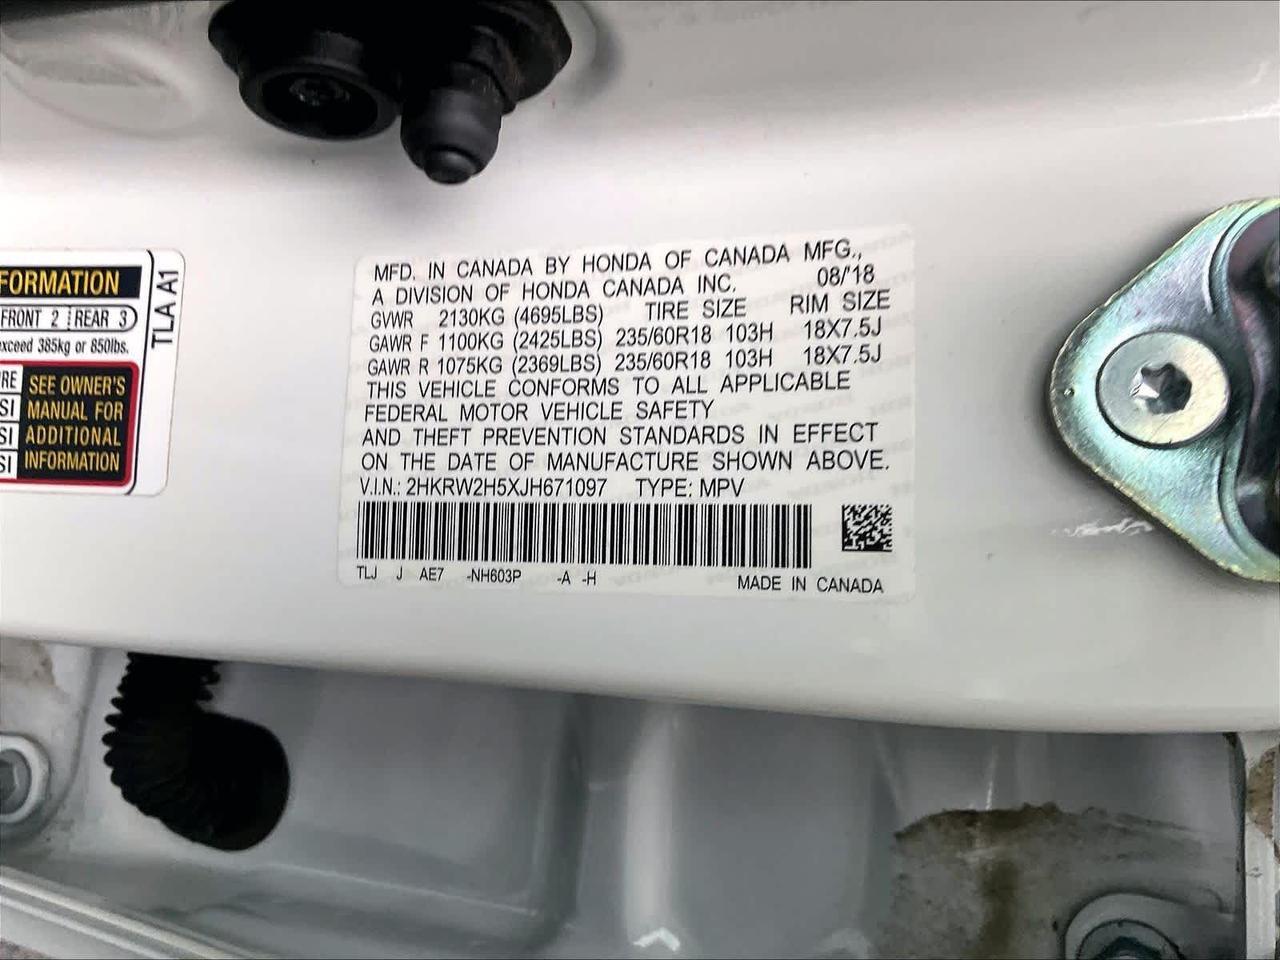 FORMATION
FRONT 2 REAR 3
exceed 385kg or 850lbs.
RE
SI
SI
SI
SEE OWNER'S
MANUAL FOR
ADDITIONAL
INFORMATION
TLA A1
MFD. IN CANADA BY HONDA OF CANADA MFG.,
A DIVISION OF HONDA CANADA INC. 08/'18
GVWR 2130KG (4695LBS) TIRE SIZE RIM SIZE
GAWR F 1100KG (2425LBS) 235/60R18 103H 18X7.5J
GAWR R 1075KG (2369LBS) 235/60R18 103H 18X7.5J
THIS VEHICLE CONFORMS TO ALL APPLICABLE
FEDERAL MOTOR VEHICLE SAFETY
AND THEFT PREVENTION STANDARDS IN EFFECT
ON THE DATE OF MANUFACTURE SHOWN ABOVE.
V.I.N.: 2HKRW2H5XJH671097 TYPE: MPV
TLJ J AE7 -NH603P -A -H MADE IN CANADA